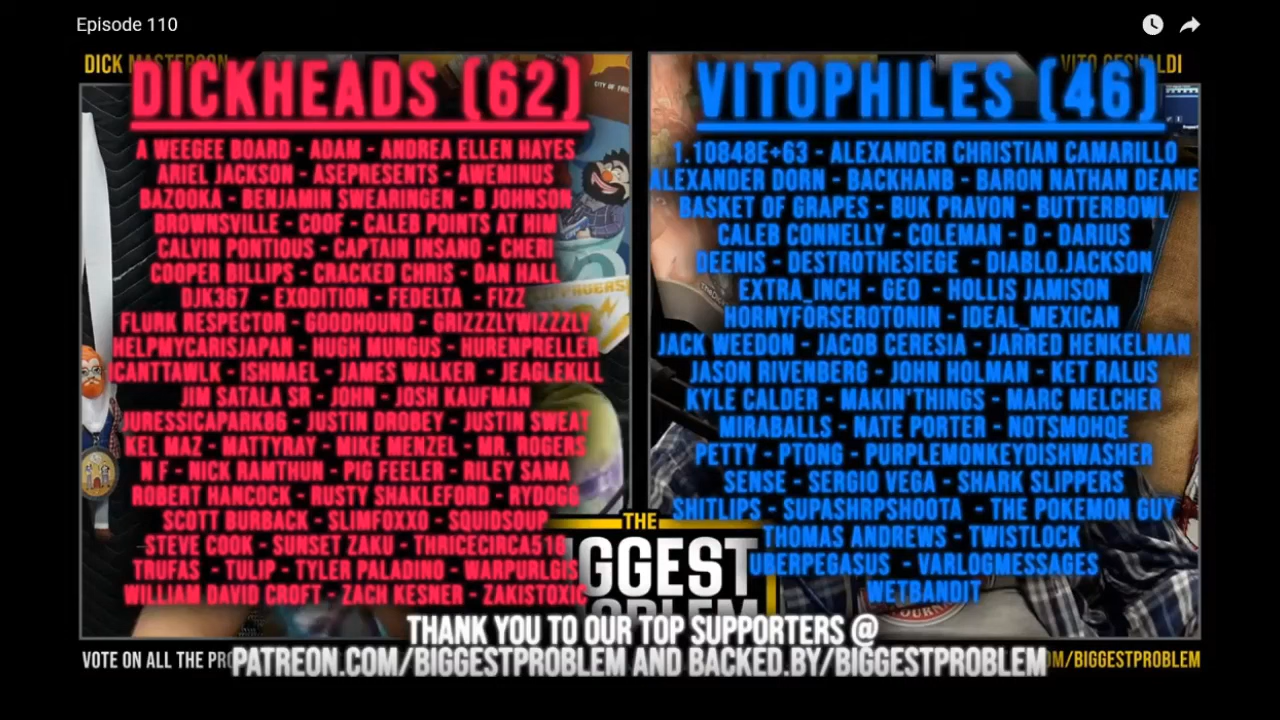 Episode 110
DICK MASTERSON
VITO GESUALDI
DICKHEADS (62)
A WEEGEE BOARD - ADAM - ANDREA ELLEN HAYES
ARIEL JACKSON - ASEPRESENTS - AWEMINUS
BAZOOKA - BENJAMIN SWEARINGEN - B JOHNSON
BROWNSVILLE - COOF - CALEB POINTS AT HIM
CALVIN PONTIOUS - CAPTAIN INSANO - CHERI
COOPER BILLIPS - CRACKED CHRIS - DAN HALL
DJK367 - EXODITION - FEDELTA - FIZZ
FLURK RESPECTOR - GOODHOUND - GRIZZZLYWIZZZLY
HELPMYCARISJAPAN - HUGH MUNGUS - HURENPRELLER
ICANTTAWLK - ISHMAEL - JAMES WALKER - JEAGLEKILL
JIM SATALA SR - JOHN - JOSH KAUFMAN
JURESSICAPARK86 - JUSTIN DROBEY - JUSTIN SWEAT
KEL MAZ - MATTYRAY - MIKE MENZEL - MR. ROGERS
N F - NICK RAMTHUN - PIG FEELER - RILEY SAMA
ROBERT HANCOCK - RUSTY SHAKLEFORD - RYDOGG
SCOTT BURBACK - SLIMFOXXO - SQUIDSOUP
STEVE COOK - SUNSET ZAKU - THRICECIRCA516
TRUFAS - TULIP - TYLER PALADINO - WARPURLGIS
WILLIAM DAVID CROFT - ZACH KESNER - ZAKISTOXIC
VITOPHILES (46)
1.10848E+63 - ALEXANDER CHRISTIAN CAMARILLO
ALEXANDER DORN - BACKHANB - BARON NATHAN DEANE
BASKET OF GRAPES - BUK PRAVON - BUTTERBOWL
CALEB CONNELLY - COLEMAN - D - DARIUS
DEENIS - DESTROTHESIEGE - DIABLO.JACKSON
EXTRA_INCH - GEO - HOLLIS JAMISON
HORNYFORSEROTONIN - IDEAL_MEXICAN
JACK WEEDON - JACOB CERESIA - JARRED HENKELMAN
JASON RIVENBERG - JOHN HOLMAN - KET RALUS
KYLE CALDER - MAKIN'THINGS - MARC MELCHER
MIRABALLS - NATE PORTER - NOTSMOHQE
PETTY - PTONG - PURPLEMONKEYDISHWASHER
SENSE - SERGIO VEGA - SHARK SLIPPERS
SHITLIPS - SUPASHRPSHOOTA - THE POKEMON GUY
THOMAS ANDREWS - TWISTLOCK
UBERPEGASUS - VARLOGMESSAGES
WETBANDIT
THE
BIGGEST
PROBLEM
THANK YOU TO OUR TOP SUPPORTERS @
PATREON.COM/BIGGESTPROBLEM AND BACKED.BY/BIGGESTPROBLEM
VOTE ON ALL THE PRO
OM/BIGGESTPROBLEM